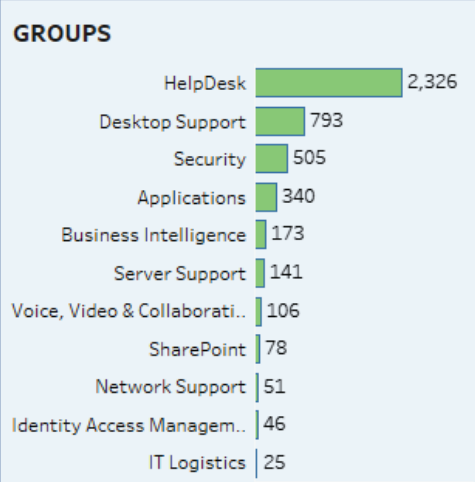 GROUPS
HelpDesk 2,326
Desktop Support 793
Security 505
Applications 340
Business Intelligence 173
Server Support 141
Voice, Video & Collaborati.. 106
SharePoint 78
Network Support 51
Identity Access Managem.. 46
IT Logistics 25